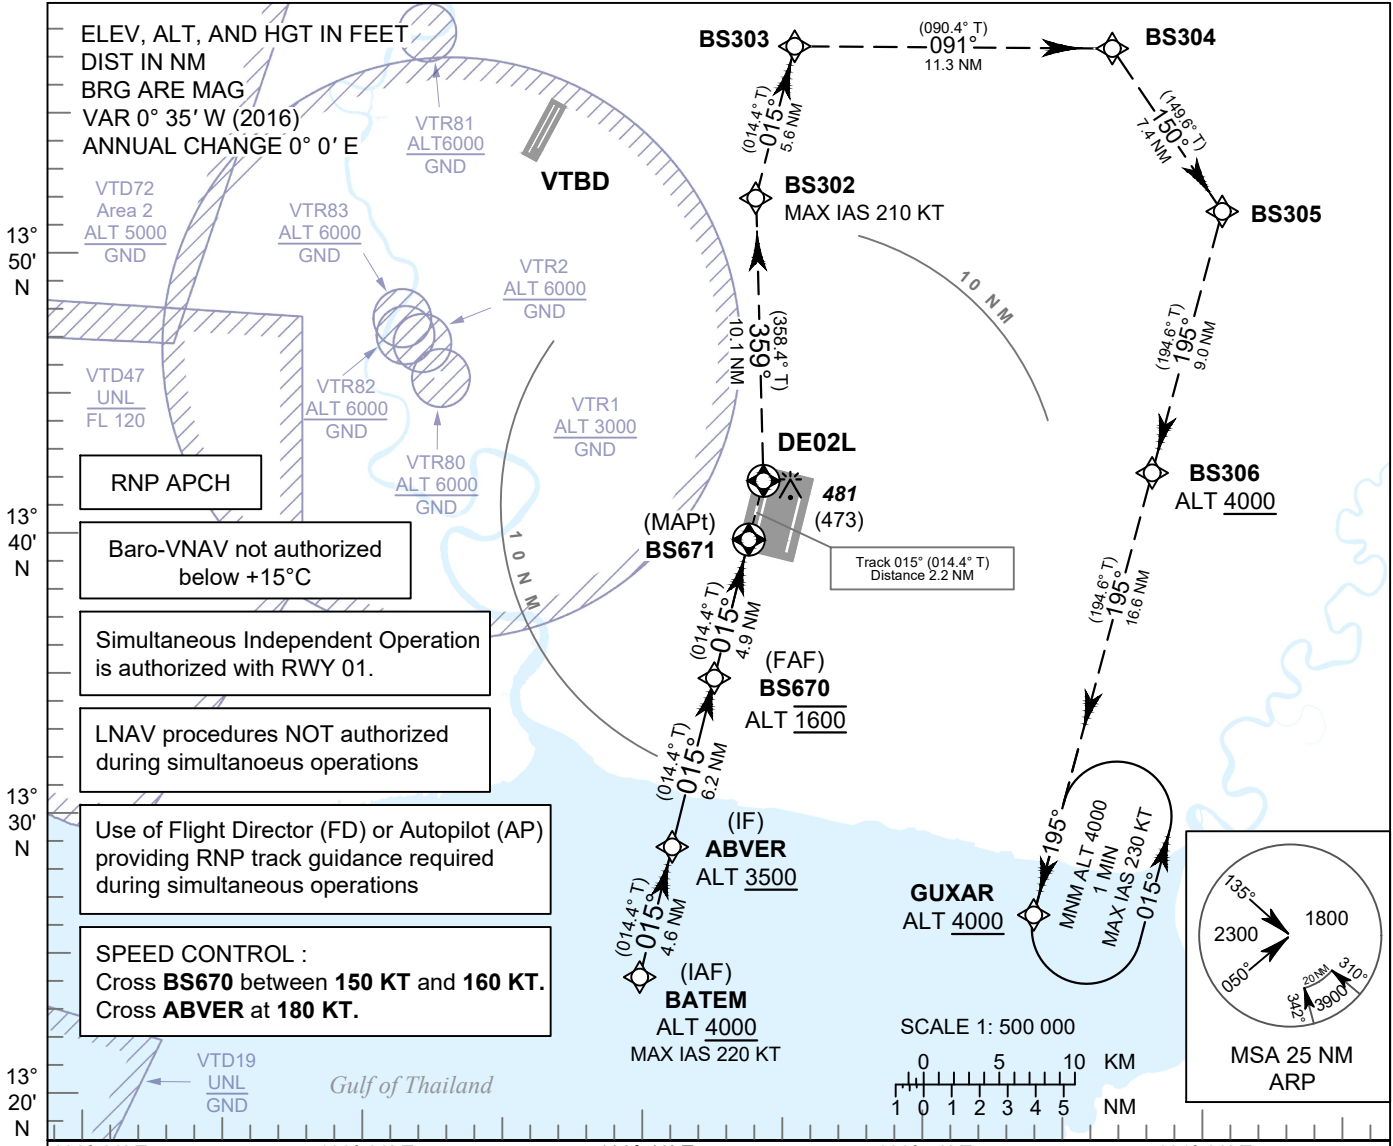 ELEV, ALT, AND HGT IN FEET
DIST IN NM
BRG ARE MAG
VAR 0° 35′ W (2016)
ANNUAL CHANGE 0° 0′ E
VTR81
ALT6000
GND
VTBD
VTD72
Area 2
ALT 5000
GND
VTR83
ALT 6000
GND
VTR2
ALT 6000
GND
VTD47
UNL
FL 120
VTR82
ALT 6000
GND
VTR1
ALT 3000
GND
VTR80
ALT 6000
GND
13°
50'
N
13°
40'
N
13°
30'
N
13°
20'
N
RNP APCH
Baro-VNAV not authorized
below +15°C
Simultaneous Independent Operation
is authorized with RWY 01.
LNAV procedures NOT authorized
during simultaneous operations
Use of Flight Director (FD) or Autopilot (AP)
providing RNP track guidance required
during simultaneous operations
SPEED CONTROL :
Cross BS670 between 150 KT and 160 KT.
Cross ABVER at 180 KT.
VTD19
UNL
GND
Gulf of Thailand
BS303
(090.4° T)
091°
11.3 NM
BS304
(014.4° T)
015°
5.6 NM
(149.6° T)
150°
7.4 NM
BS302
MAX IAS 210 KT
BS305
10 NM
(358.4° T)
359°
10.1 NM
(194.6° T)
195°
9.0 NM
DE02L
481
(473)
BS306
ALT 4000
(MAPt)
BS671
10 NM
Track 015° (014.4° T)
Distance 2.2 NM
(014.4° T)
015°
4.9 NM
(194.6° T)
195°
16.6 NM
(FAF)
BS670
ALT 1600
(014.4° T)
015°
6.2 NM
(IF)
ABVER
ALT 3500
195°
MNM ALT 4000
1 MIN
MAX IAS 230 KT
015°
GUXAR
ALT 4000
(014.4° T)
015°
4.6 NM
(IAF)
BATEM
ALT 4000
MAX IAS 220 KT
SCALE 1: 500 000
0 5 10 KM
1 0 1 2 3 4 5 NM
135°
1800
2300
050°
20 NM
310°
342°
3900
MSA 25 NM
ARP